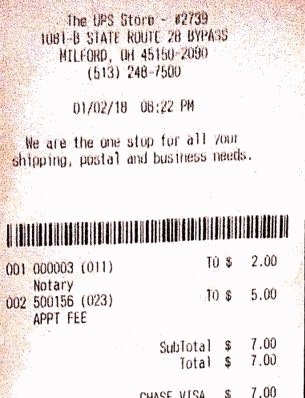 The UPS Store - #2739
1081-B STATE ROUTE 28 BYPASS
MILFORD, OH 45150-2090
(513) 248-7500
01/02/18 06:22 PM
We are the one stop for all your
shipping, postal and business needs.
001 000003 (011) TO $ 2.00
Notary
002 500156 (023) TO $ 5.00
APPT FEE
SubTotal $ 7.00
Total $ 7.00
CHASE VISA $ 7.00